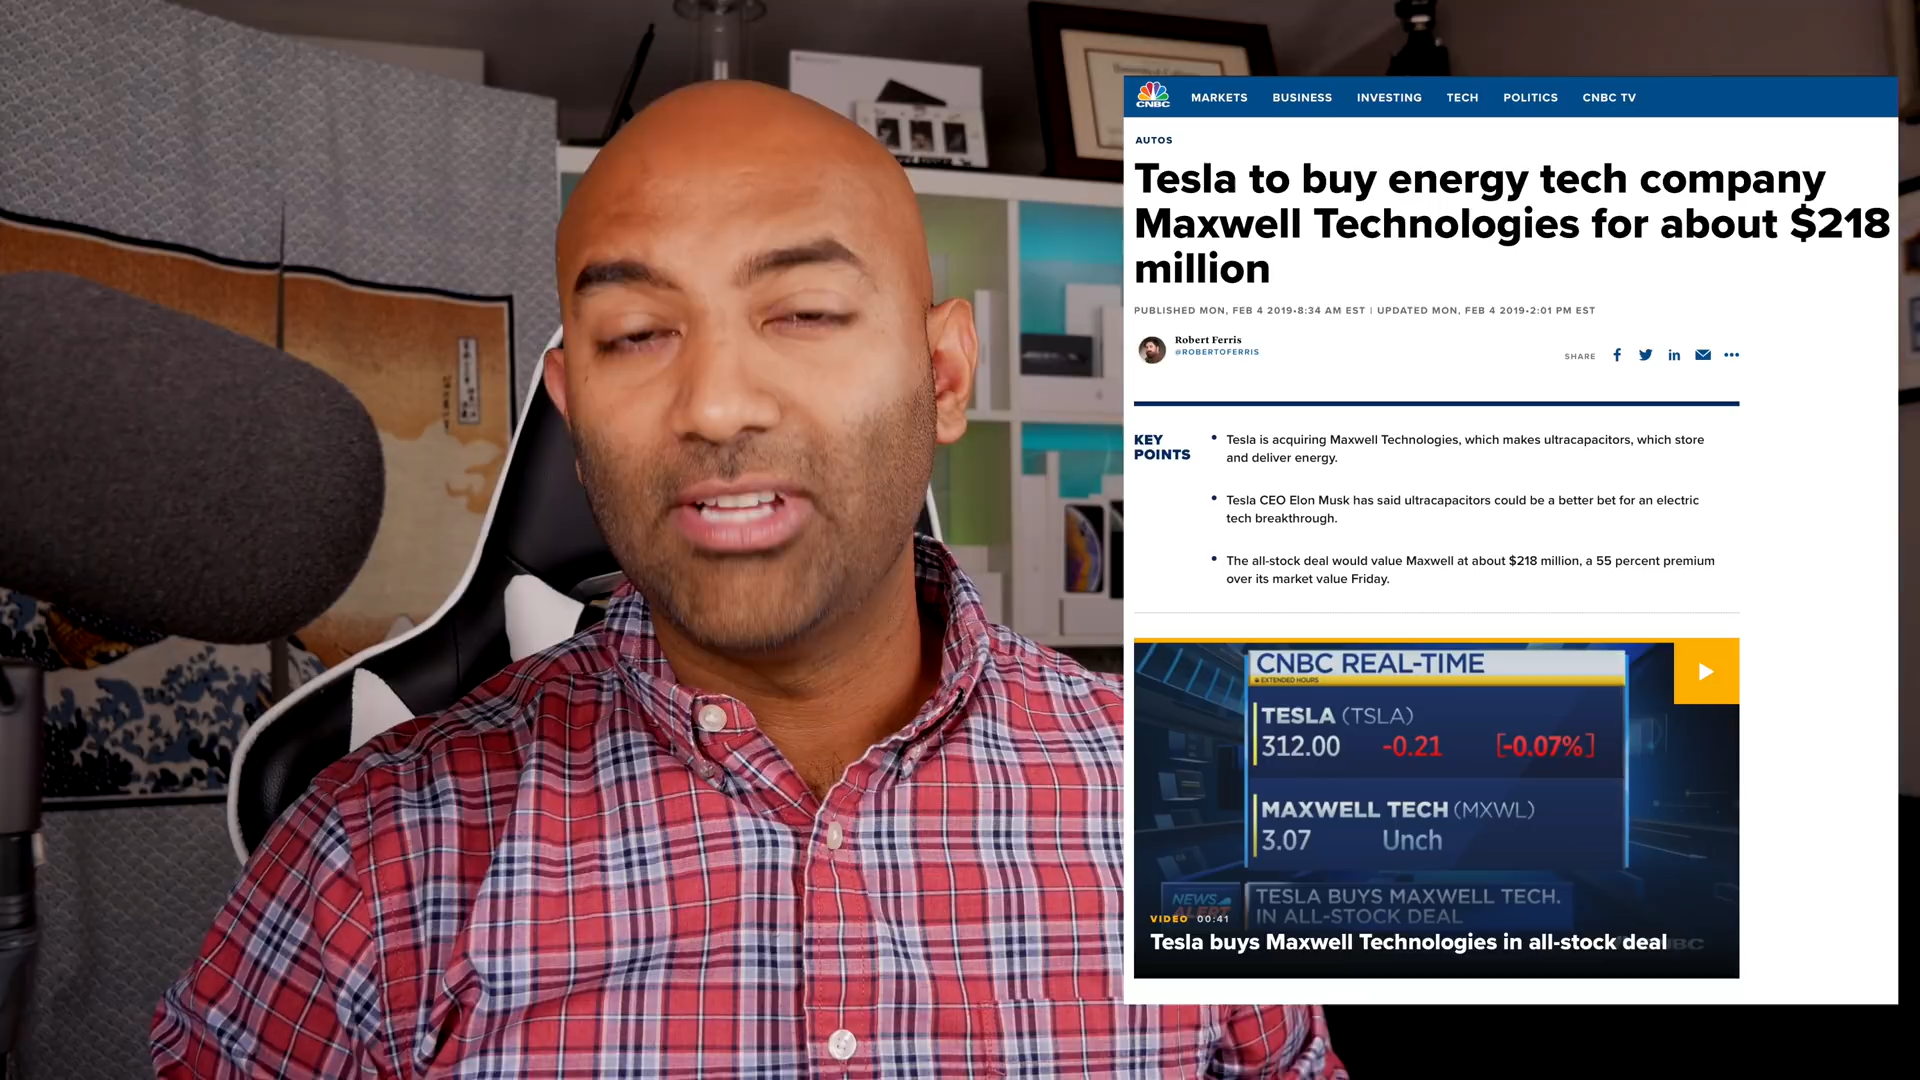 CNBC
MARKETS BUSINESS INVESTING TECH POLITICS CNBC TV
AUTOS
Tesla to buy energy tech company
Maxwell Technologies for about $218
million
PUBLISHED MON, FEB 4 2019•8:34 AM EST | UPDATED MON, FEB 4 2019•2:01 PM EST
Robert Ferris
@ROBERTOFERRIS
SHARE
KEY
POINTS
• Tesla is acquiring Maxwell Technologies, which makes ultracapacitors, which store
and deliver energy.
• Tesla CEO Elon Musk has said ultracapacitors could be a better bet for an electric
tech breakthrough.
• The all-stock deal would value Maxwell at about $218 million, a 55 percent premium
over its market value Friday.
CNBC REAL-TIME
EXTENDED HOURS
TESLA (TSLA)
312.00 -0.21 [-0.07%]
MAXWELL TECH (MXWL)
3.07 Unch
NEWS
ALERT
TESLA BUYS MAXWELL TECH.
IN ALL-STOCK DEAL
VIDEO 00:41
Tesla buys Maxwell Technologies in all-stock deal